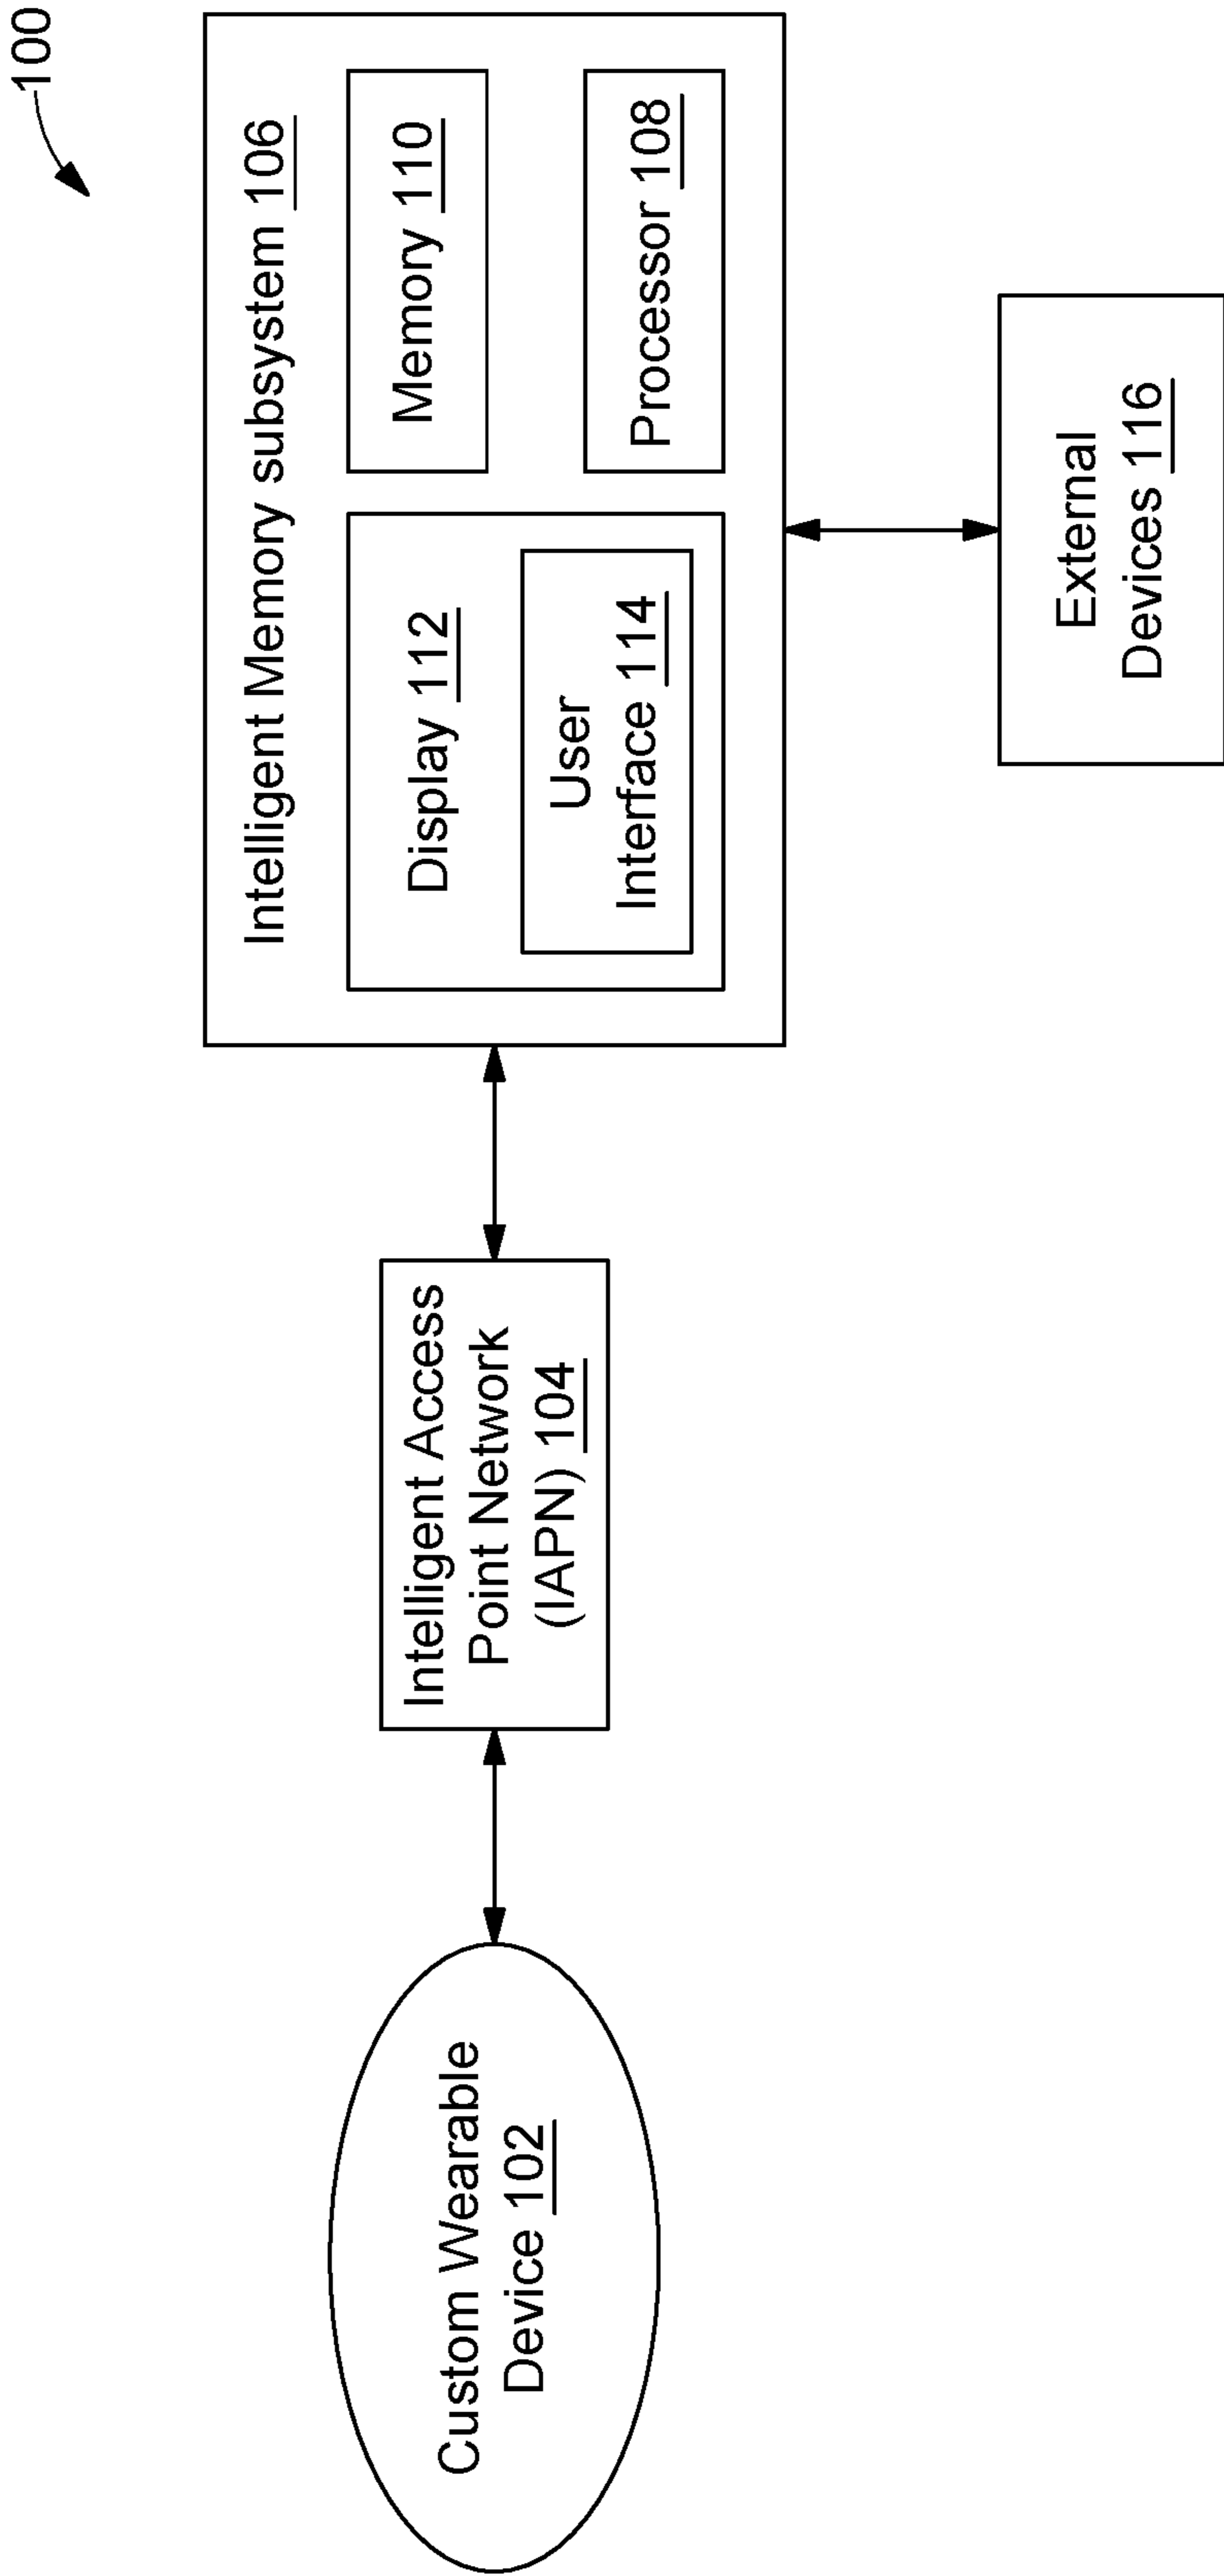 100
Intelligent Memory subsystem 106
Display 112
Memory 110
User
Interface 114
Processor 108
Intelligent Access
Point Network
(IAPN) 104
Custom Wearable
Device 102
External
Devices 116